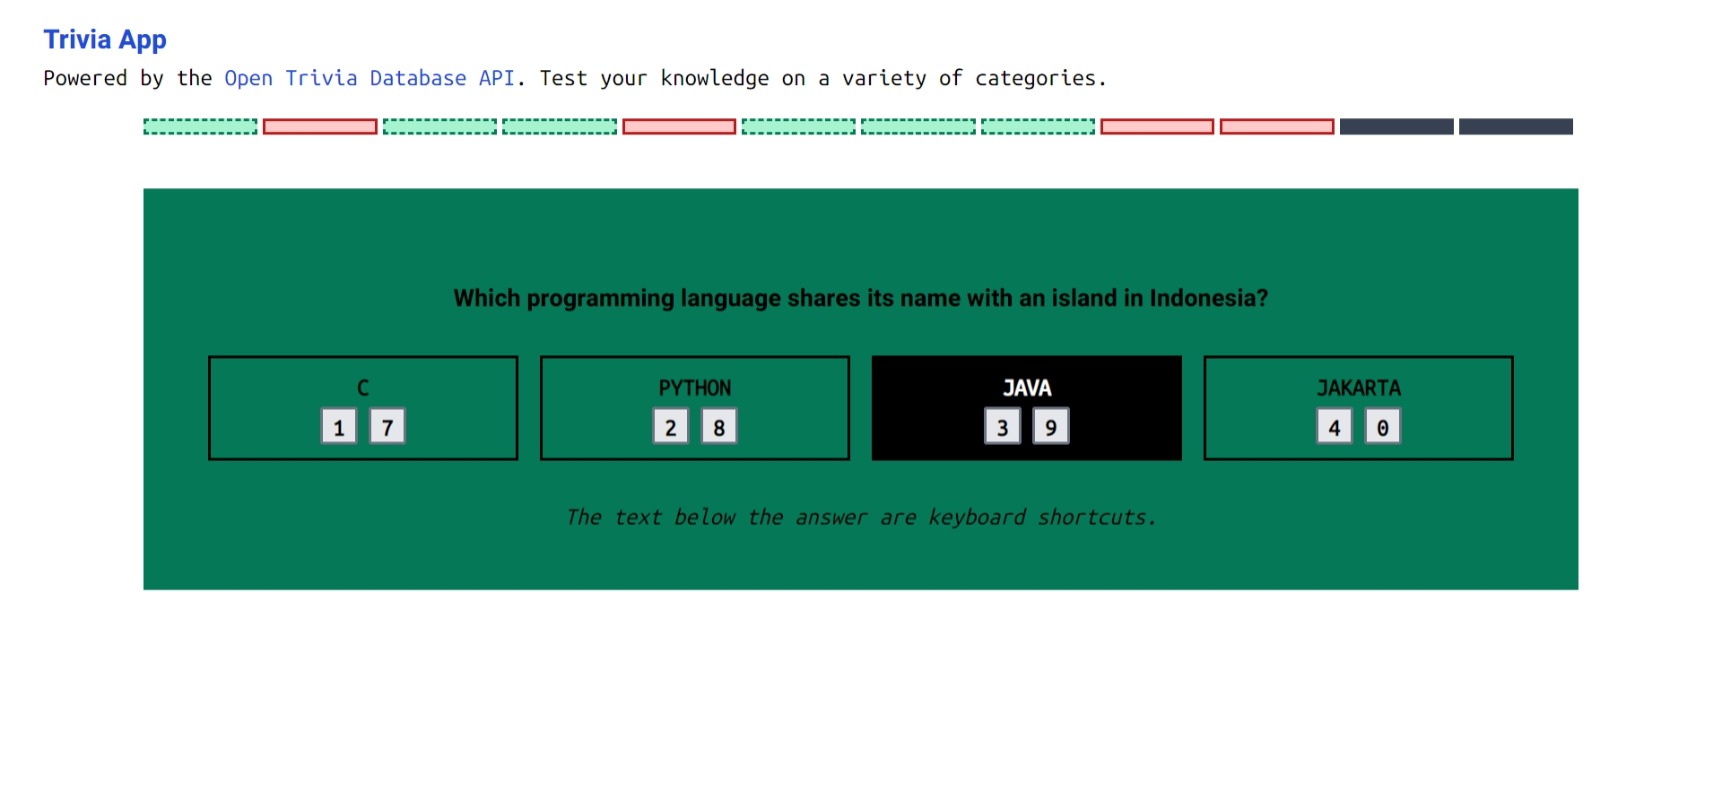 Trivia App
Powered by the Open Trivia Database API. Test your knowledge on a variety of categories.
Which programming language shares its name with an island in Indonesia?
C
1 7
PYTHON
2 8
JAVA
3 9
JAKARTA
4 0
The text below the answer are keyboard shortcuts.